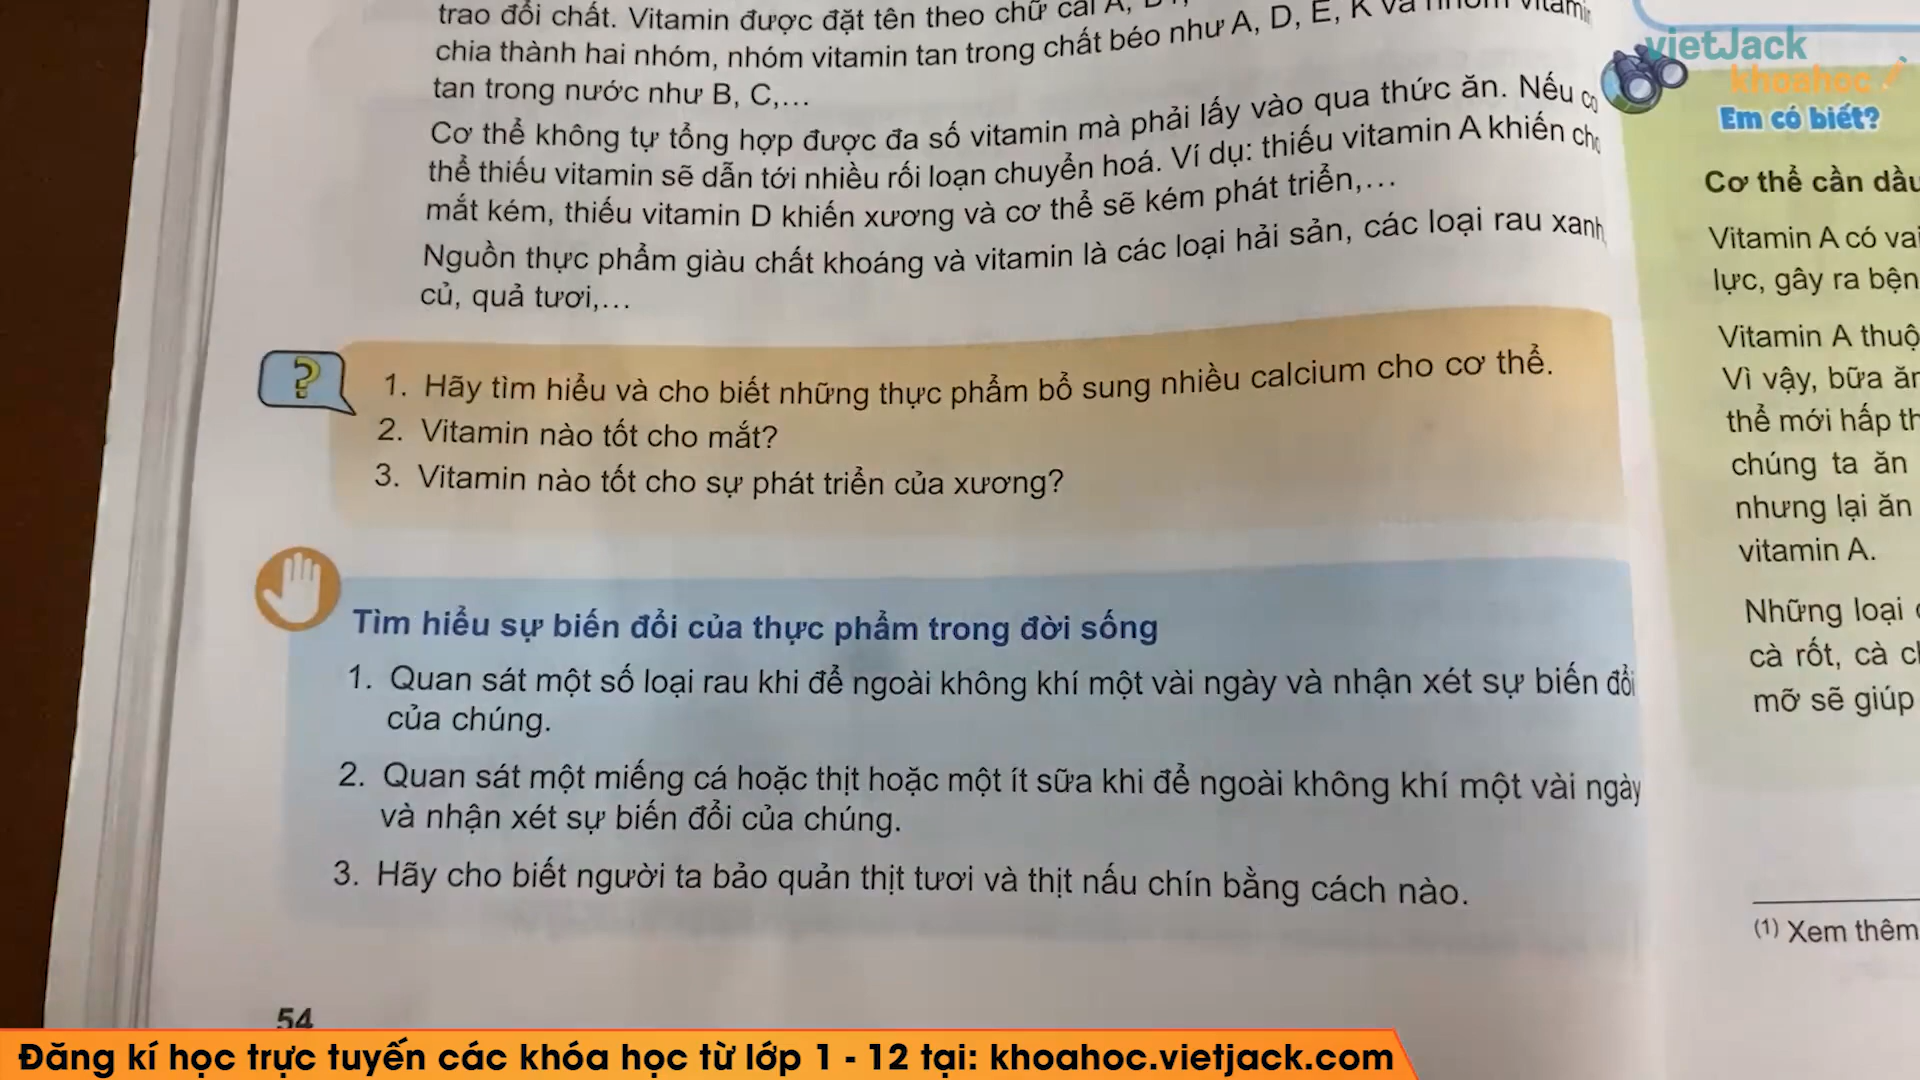 trao đổi chất. Vitamin được đặt tên theo chữ cái A,
chia thành hai nhóm, nhóm vitamin tan trong chất béo như A, D, E, K và nhóm vitamin
tan trong nước như B, C,...
Cơ thể không tự tổng hợp được đa số vitamin mà phải lấy vào qua thức ăn. Nếu cơ
thể thiếu vitamin sẽ dẫn tới nhiều rối loạn chuyển hoá. Ví dụ: thiếu vitamin A khiến cho
mắt kém, thiếu vitamin D khiến xương và cơ thể sẽ kém phát triển,...
Nguồn thực phẩm giàu chất khoáng và vitamin là các loại hải sản, các loại rau xanh,
củ, quả tươi,...
?
1. Hãy tìm hiểu và cho biết những thực phẩm bổ sung nhiều calcium cho cơ thể.
2. Vitamin nào tốt cho mắt?
3. Vitamin nào tốt cho sự phát triển của xương?
Tìm hiểu sự biến đổi của thực phẩm trong đời sống
1. Quan sát một số loại rau khi để ngoài không khí một vài ngày và nhận xét sự biến đổi
của chúng.
2. Quan sát một miếng cá hoặc thịt hoặc một ít sữa khi để ngoài không khí một vài ngày
và nhận xét sự biến đổi của chúng.
3. Hãy cho biết người ta bảo quản thịt tươi và thịt nấu chín bằng cách nào.
54
vietJack
khoahoc
Em có biết?
Cơ thể cần dầu
Vitamin A có vai
lực, gây ra bện
Vitamin A thuộ
Vì vậy, bữa ăn
thể mới hấp th
chúng ta ăn
nhưng lại ăn
vitamin A.
Những loại
cà rốt, cà ch
mỡ sẽ giúp
(1) Xem thêm
Đăng kí học trực tuyến các khóa học từ lớp 1 - 12 tại: khoahoc.vietjack.com